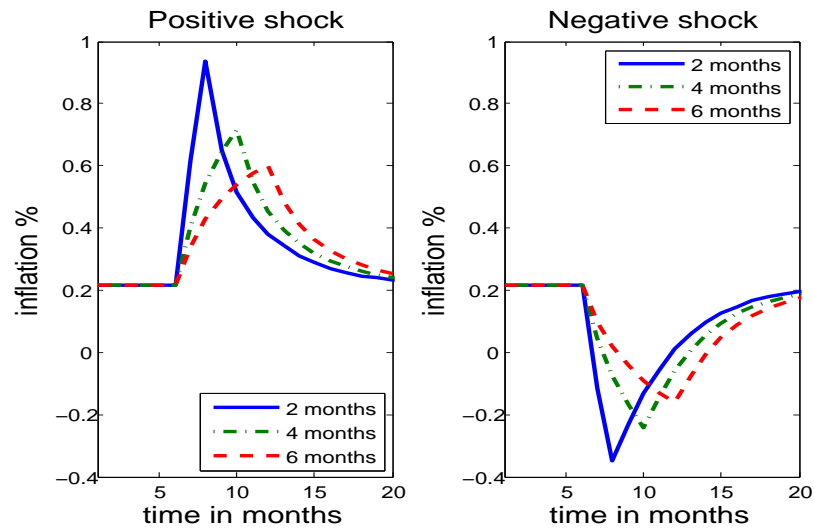 Positive shock
1
0.8
0.6
0.4
0.2
0
−0.2
−0.4
inflation %
5
10
15
20
time in months
2 months
4 months
6 months
Negative shock
1
0.8
0.6
0.4
0.2
0
−0.2
−0.4
inflation %
5
10
15
20
time in months
2 months
4 months
6 months